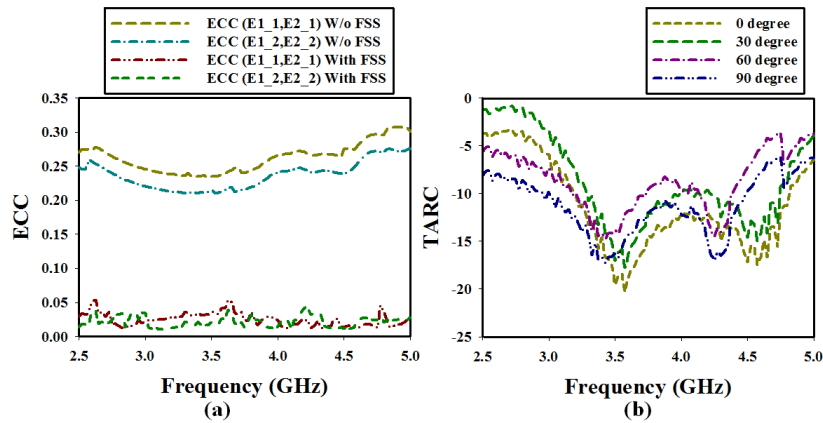 ECC (E1_1,E2_1) W/o FSS
ECC (E1_2,E2_2) W/o FSS
ECC (E1_1,E2_1) With FSS
ECC (E1_2,E2_2) With FSS
0.35
0.30
0.25
0.20
0.15
0.10
0.05
0.00
ECC
2.5 3.0 3.5 4.0 4.5 5.0
Frequency (GHz)
(a)
0 degree
30 degree
60 degree
90 degree
0
-5
-10
-15
-20
-25
TARC
2.5 3.0 3.5 4.0 4.5 5.0
Frequency (GHz)
(b)